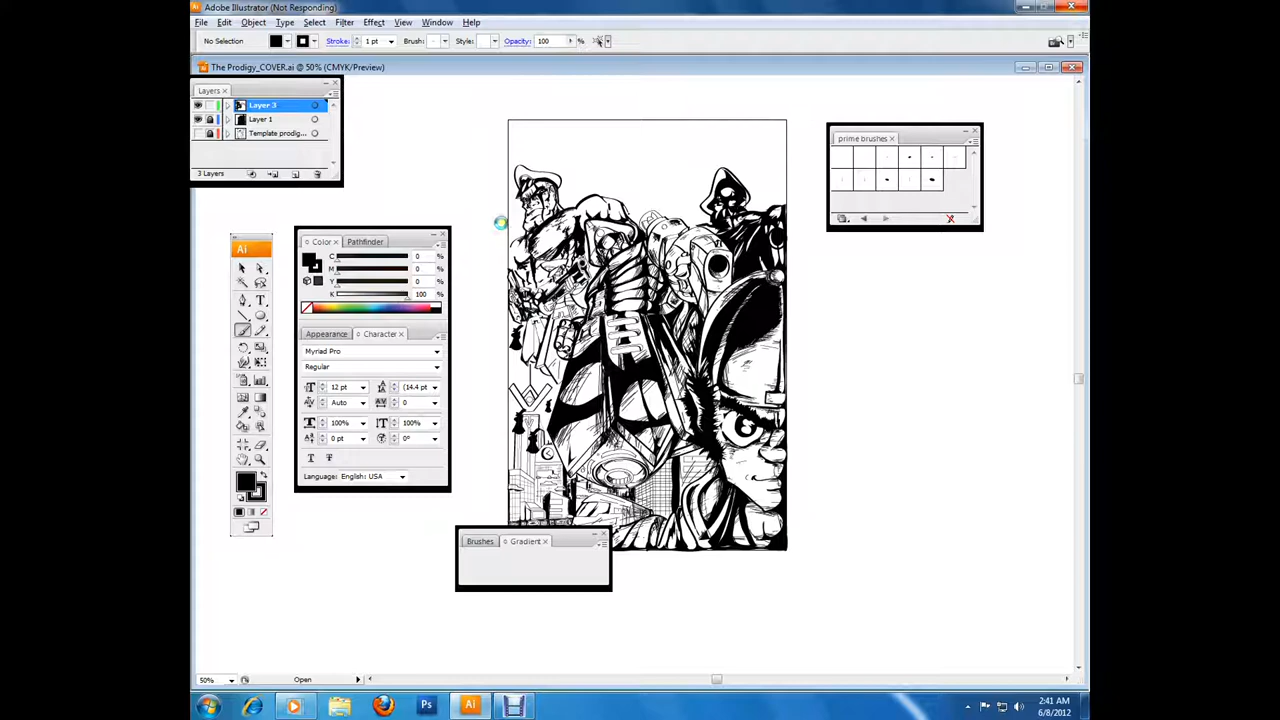 Adobe Illustrator (Not Responding)
File Edit Object Type Select Filter Effect View Window Help
No Selection Stroke: 1 pt Brush: Style: Opacity: 100 %
The Prodigy_COVER.ai @ 50% (CMYK/Preview)
Layers
Layer 3
Layer 1
Template prodig...
3 Layers
prime brushes
Ai
Color Pathfinder
C 0 %
M 0 %
Y 0 %
K 100 %
Appearance Character
Myriad Pro
Regular
12 pt (14.4 pt
Auto 0
100% 100%
0 pt 0°
Language: English: USA
Brushes Gradient
50% Open
Ps Ai
2:41 AM
6/8/2012